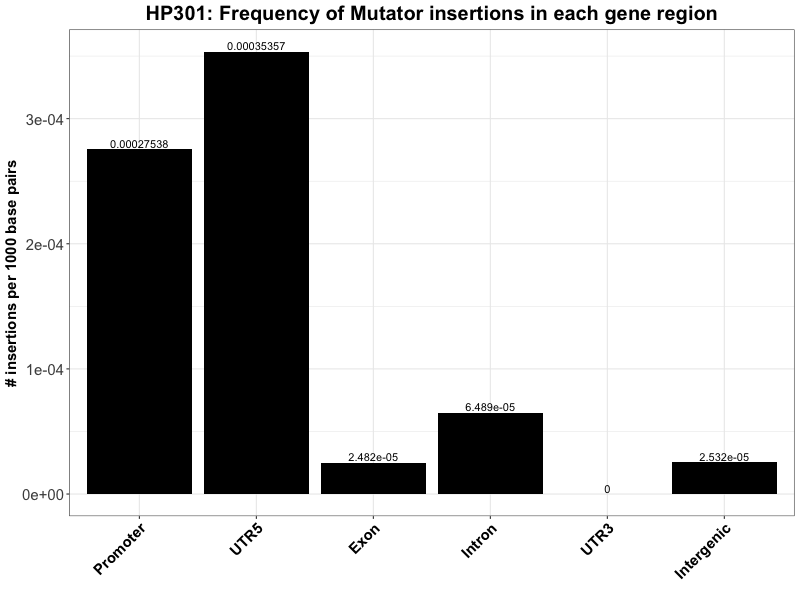 HP301: Frequency of Mutator insertions in each gene region
# insertions per 1000 base pairs
3e-04
2e-04
1e-04
0e+00
0.00027538
0.00035357
2.482e-05
6.489e-05
0
2.532e-05
Promoter
UTR5
Exon
Intron
UTR3
Intergenic